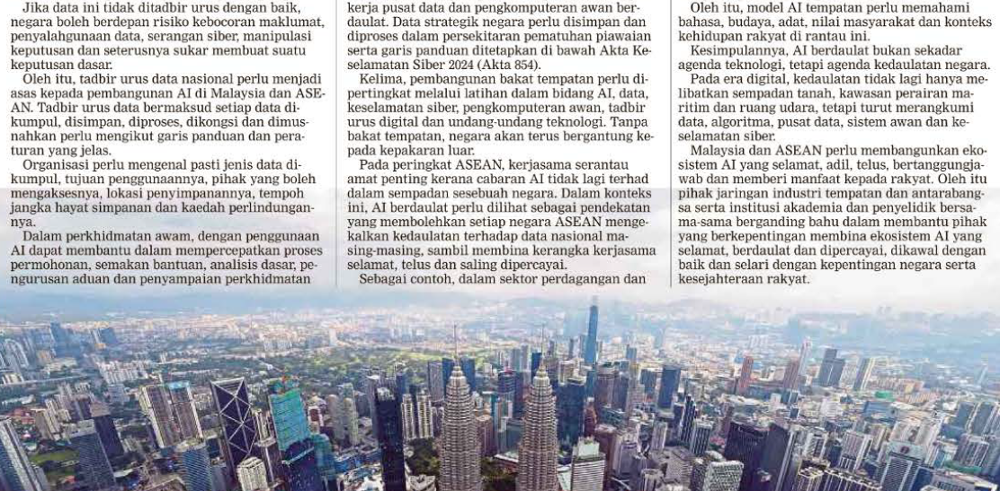 Jika data ini tidak ditadbir urus dengan baik,
negara boleh berdepan risiko kebocoran maklumat,
penyalahgunaan data, serangan siber, manipulasi
keputusan dan seterusnya sukar membuat suatu
keputusan dasar.
Oleh itu, tadbir urus data nasional perlu menjadi
asas kepada pembangunan AI di Malaysia dan ASE-
AN. Tadbir urus data bermaksud setiap data di-
kumpul, disimpan, diproses, dikongsi dan dimus-
nahkan perlu mengikut garis panduan dan pera-
turan yang jelas.
Organisasi perlu mengenal pasti jenis data di-
kumpul, tujuan penggunaannya, pihak yang boleh
mengaksesnya, lokasi penyimpanannya, tempoh
jangka hayat simpanan dan kaedah perlindungan-
nya.
Dalam perkhidmatan awam, dengan penggunaan
AI dapat membantu dalam mempercepatkan proses
permohonan, semakan bantuan, analisis dasar, pe-
ngurusan aduan dan penyampaian perkhidmatan
kerja pusat data dan pengkomputeran awan ber-
daulat. Data strategik negara perlu disimpan dan
diproses dalam persekitaran pematuhan piawaian
serta garis panduan ditetapkan di bawah Akta Ke-
selamatan Siber 2024 (Akta 854).
Kelima, pembangunan bakat tempatan perlu di-
pertingkat melalui latihan dalam bidang AI, data,
keselamatan siber, pengkomputeran awan, tadbir
urus digital dan undang-undang teknologi. Tanpa
bakat tempatan, negara akan terus bergantung ke-
pada kepakaran luar.
Pada peringkat ASEAN, kerjasama serantau
amat penting kerana cabaran AI tidak lagi terhad
dalam sempadan sesebuah negara. Dalam konteks
ini, AI berdaulat perlu dilihat sebagai pendekatan
yang membolehkan setiap negara ASEAN menge-
kalkan kedaulatan terhadap data nasional ma-
sing-masing, sambil membina kerangka kerjasama
selamat, telus dan saling dipercayai.
Sebagai contoh, dalam sektor perdagangan dan
Oleh itu, model AI tempatan perlu memahami
bahasa, budaya, adat, nilai masyarakat dan konteks
kehidupan rakyat di rantau ini.
Kesimpulannya, AI berdaulat bukan sekadar
agenda teknologi, tetapi agenda kedaulatan negara.
Pada era digital, kedaulatan tidak lagi hanya me-
libatkan sempadan tanah, kawasan perairan ma-
ritim dan ruang udara, tetapi turut merangkumi
data, algoritma, pusat data, sistem awan dan ke-
selamatan siber.
Malaysia dan ASEAN perlu membangunkan eko-
sistem AI yang selamat, adil, telus, bertanggungja-
wab dan memberi manfaat kepada rakyat. Oleh itu
pihak jaringan industri tempatan dan antarabang-
sa serta institusi akademia dan penyelidik bersa-
ma-sama berganding bahu dalam membantu pihak
yang berkepentingan membina ekosistem AI yang
selamat, berdaulat dan dipercayai, dikawal dengan
baik dan selari dengan kepentingan negara serta
kesejahteraan rakyat.